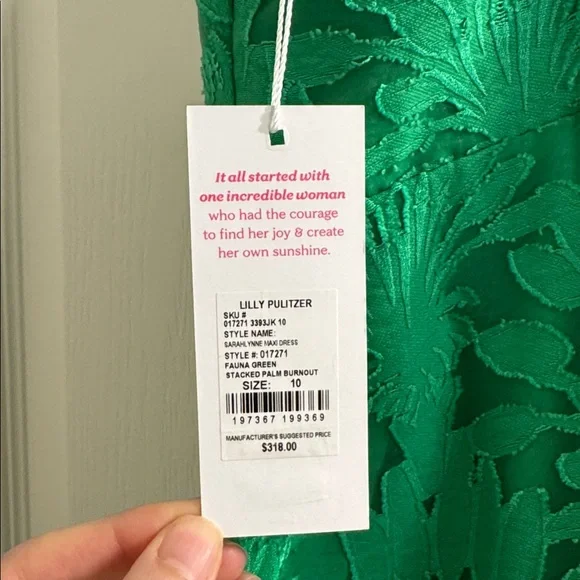 It all started with
one incredible woman
who had the courage
to find her joy & create
her own sunshine.
LILLY PULITZER
SKU #
017271 3393JK 10
STYLE NAME:
SARAHLYNNE MAXI DRESS
STYLE #: 017271
FAUNA GREEN
STACKED PALM BURNOUT
SIZE: 10
197367 199369
MANUFACTURER'S SUGGESTED PRICE
$318.00